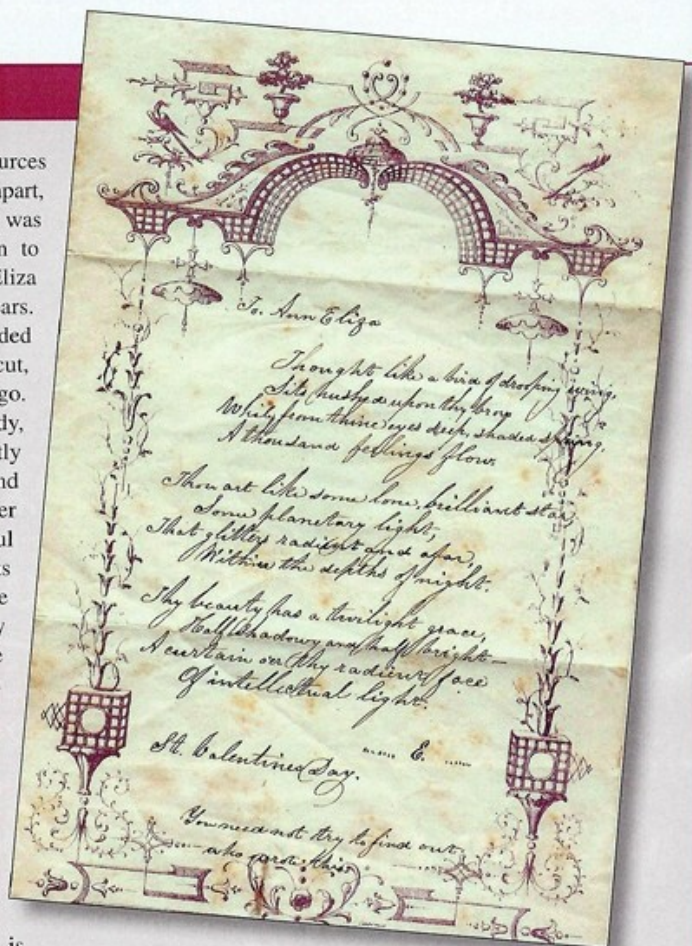 urces
part,
was
n to
Eliza
ars.
ded
cut,
go.
dy,
tly
nd
er
ul
ts
e
y
e
is
To. Ann Eliza
Thought like a bird of drooping wing,
Sits hushed upon thy brow
While from thine eyes deep, shaded spring,
A thousand feelings flow.
Thou art like some lone, brilliant star
Some planetary light,
That glitters radient and afar,
Within the depths of night.
Thy beauty has a twilight grace,
Half shadowy and half bright—
A curtain oer thy radient face
Of intellectual light.
E.
St. Valentines Day.
You need not try to find out
who wrote this